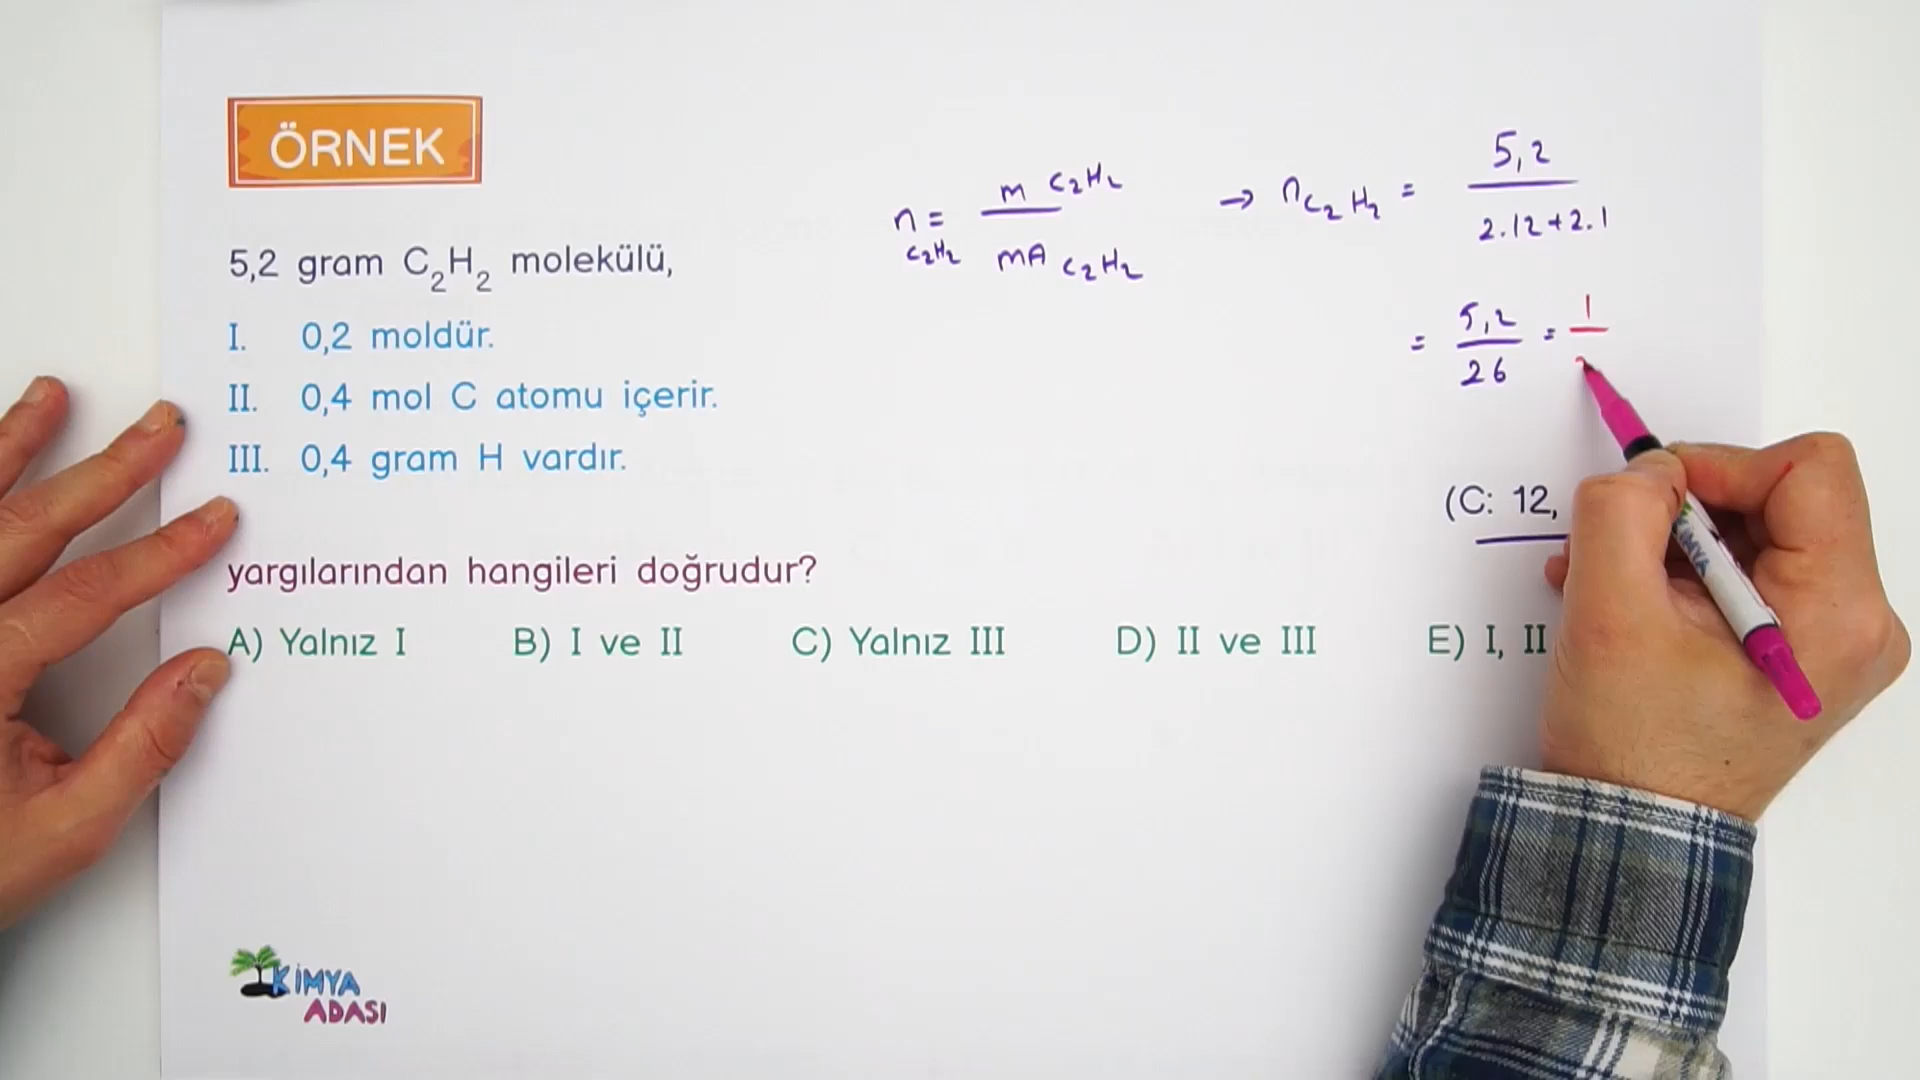 ÖRNEK
5,2 gram C₂H₂ molekülü,
I. 0,2 moldür.
II. 0,4 mol C atomu içerir.
III. 0,4 gram H vardır.
n C₂H₂ = m C₂H₂ / mA C₂H₂ → n C₂H₂ = 5,2 / 2.12+2.1
= 5,2 / 26 = 1 /
(C: 12,
yargılarından hangileri doğrudur?
A) Yalnız I B) I ve II C) Yalnız III D) II ve III E) I, II
KİMYA
ADASI